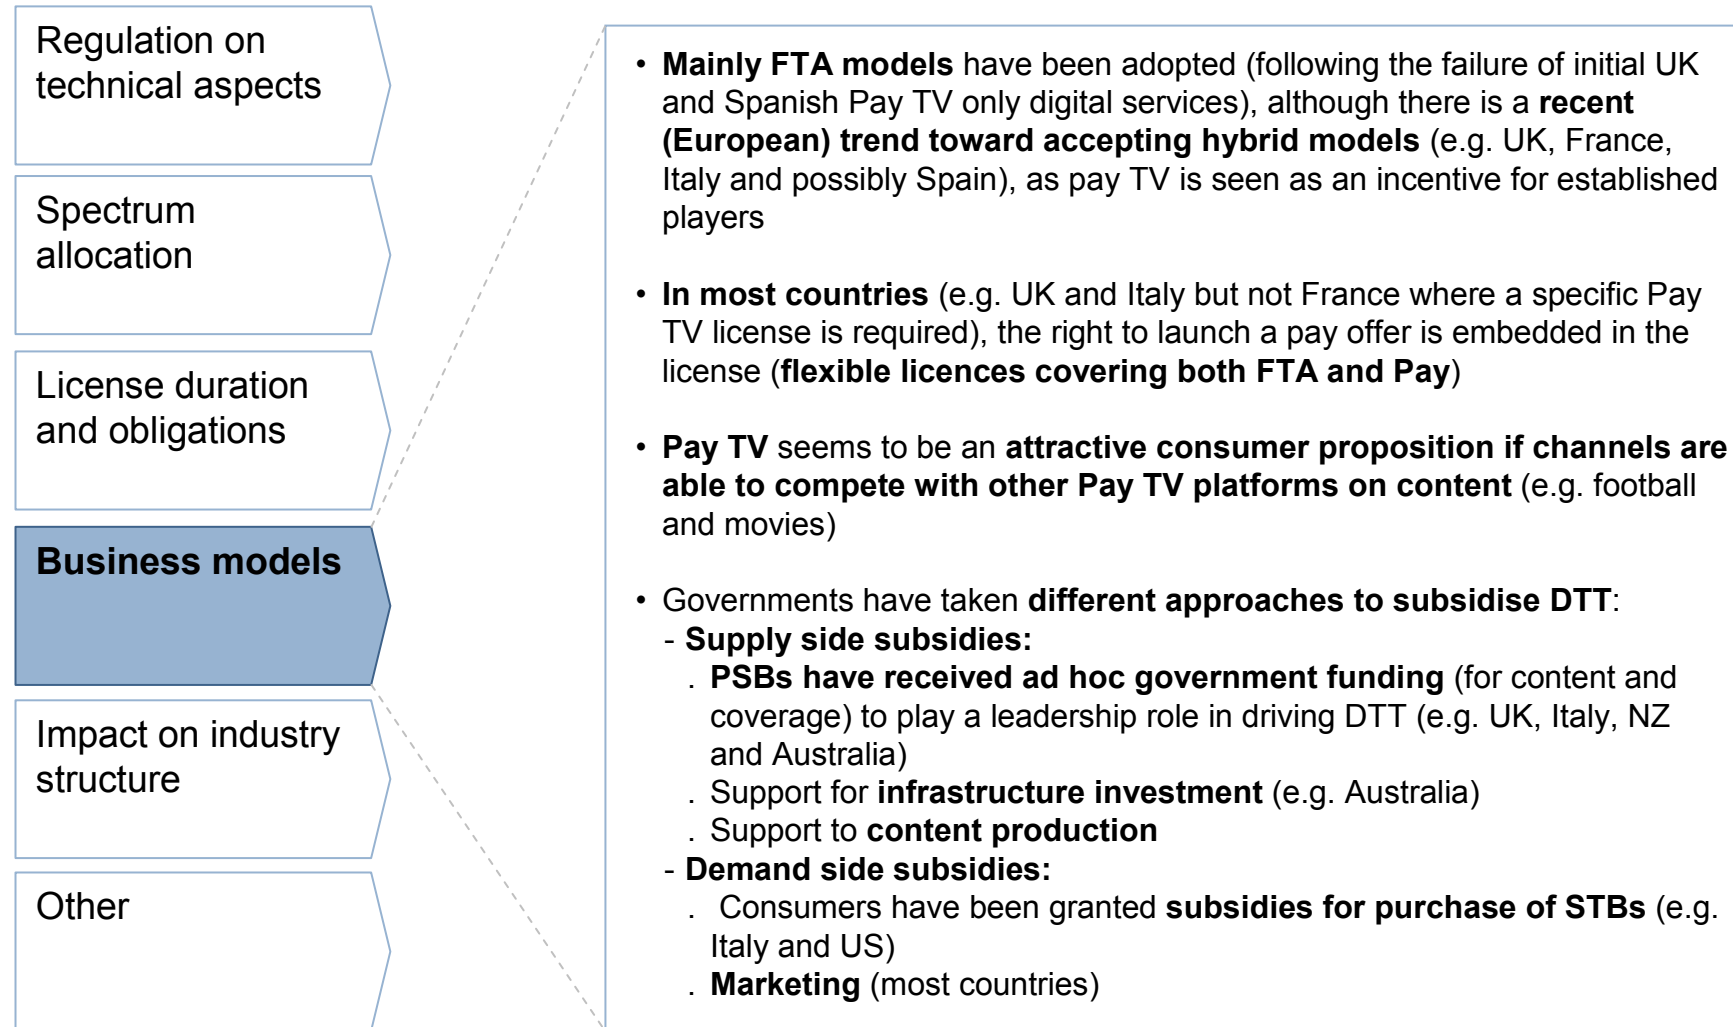 Regulation on
technical aspects
Spectrum
allocation
License duration
and obligations
Business models
Impact on industry
structure
Other
• Mainly FTA models have been adopted (following the failure of initial UK
and Spanish Pay TV only digital services), although there is a recent
(European) trend toward accepting hybrid models (e.g. UK, France,
Italy and possibly Spain), as pay TV is seen as an incentive for established
players
• In most countries (e.g. UK and Italy but not France where a specific Pay
TV license is required), the right to launch a pay offer is embedded in the
license (flexible licences covering both FTA and Pay)
• Pay TV seems to be an attractive consumer proposition if channels are
able to compete with other Pay TV platforms on content (e.g. football
and movies)
• Governments have taken different approaches to subsidise DTT:
- Supply side subsidies:
. PSBs have received ad hoc government funding (for content and
coverage) to play a leadership role in driving DTT (e.g. UK, Italy, NZ
and Australia)
. Support for infrastructure investment (e.g. Australia)
. Support to content production
- Demand side subsidies:
. Consumers have been granted subsidies for purchase of STBs (e.g.
Italy and US)
. Marketing (most countries)